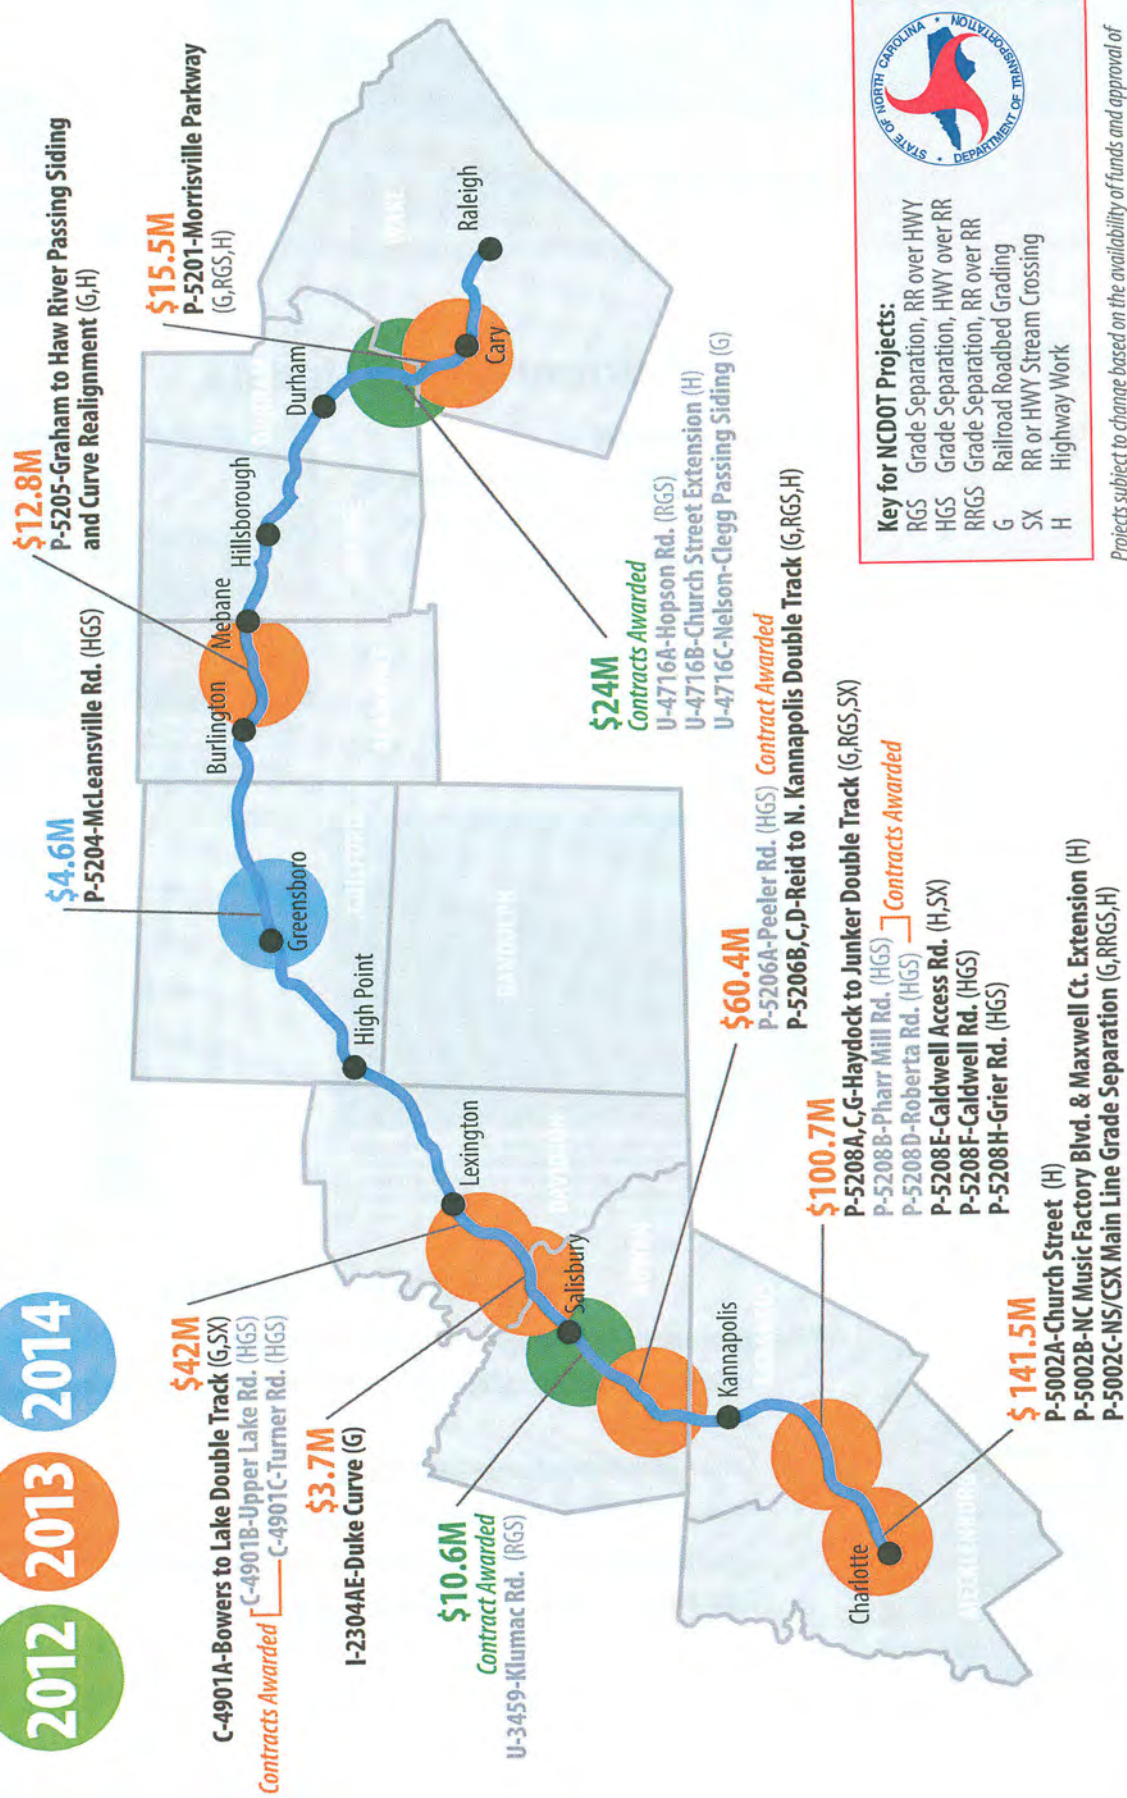 2012
2013
2014
$42M
C-4901A-Bowers to Lake Double Track (G,SX)
C-4901B-Upper Lake Rd. (HGS)
Contracts Awarded
C-4901C-Turner Rd. (HGS)
$3.7M
I-2304AE-Duke Curve (G)
$10.6M
Contract Awarded
U-3459-Klumac Rd. (RGS)
$4.6M
P-5204-McLeansville Rd. (HGS)
$12.8M
P-5205-Graham to Haw River Passing Siding
and Curve Realignment (G,H)
$15.5M
P-5201-Morrisville Parkway
(G,RGS,H)
Burlington
Mebane
Hillsborough
Durham
Cary
Raleigh
Greensboro
High Point
Lexington
Salisbury
Kannapolis
Charlotte
WAKE
GUILFORD
RANDOLPH
DAVIDSON
ROWAN
CABARRUS
MECKLENBURG
$24M
Contracts Awarded
U-4716A-Hopson Rd. (RGS)
U-4716B-Church Street Extension (H)
U-4716C-Nelson-Clegg Passing Siding (G)
$60.4M
P-5206A-Peeler Rd. (HGS) Contract Awarded
P-5206B,C,D-Reid to N. Kannapolis Double Track (G,RGS,H)
$100.7M
P-5208A,C,G-Haydock to Junker Double Track (G,RGS,SX)
P-5208B-Pharr Mill Rd. (HGS)
P-5208D-Roberta Rd. (HGS)
Contracts Awarded
P-5208E-Caldwell Access Rd. (H,SX)
P-5208F-Caldwell Rd. (HGS)
P-5208H-Grier Rd. (HGS)
$ 141.5M
P-5002A-Church Street (H)
P-5002B-NC Music Factory Blvd. & Maxwell Ct. Extension (H)
P-5002C-NS/CSX Main Line Grade Separation (G,RRGS,H)
Key for NCDOT Projects:
RGS Grade Separation, RR over HWY
HGS Grade Separation, HWY over RR
RRGS Grade Separation, RR over RR
G Railroad Roadbed Grading
SX RR or HWY Stream Crossing
H Highway Work
STATE OF NORTH CAROLINA
DEPARTMENT OF TRANSPORTATION
Projects subject to change based on the availability of funds and approval of